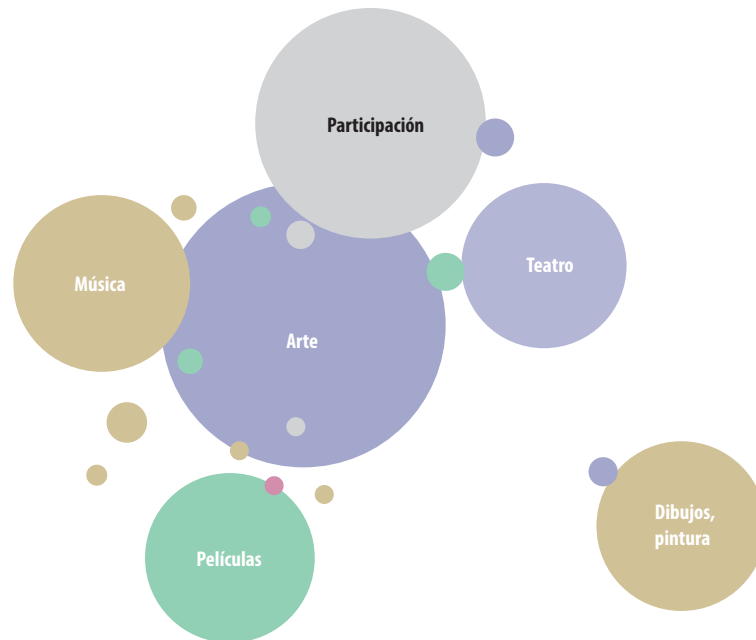 Participación
Teatro
Música
Arte
Dibujos,
pintura
Películas